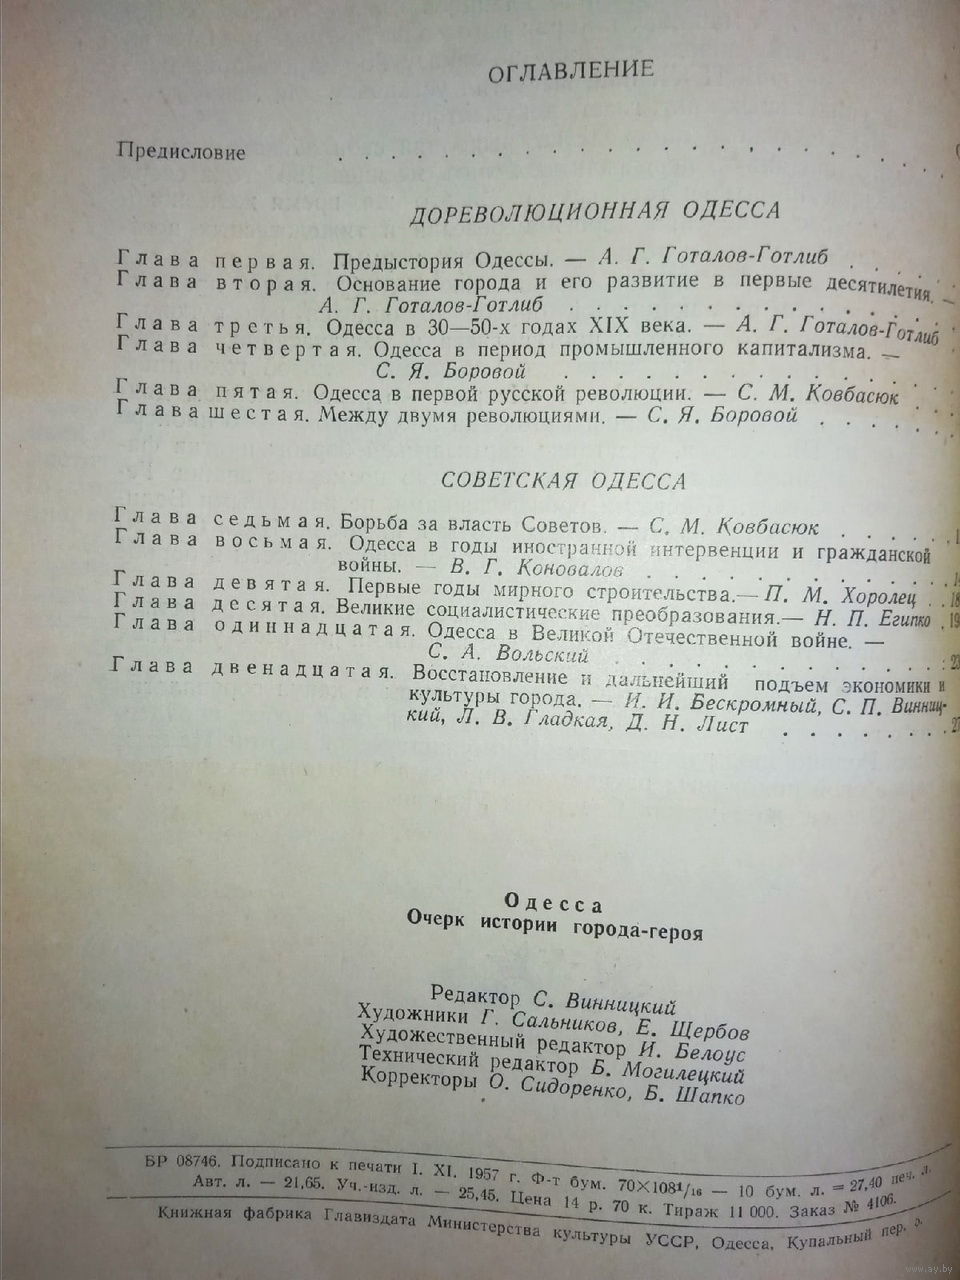 ОГЛАВЛЕНИЕ
Предисловие . . . . . . . . . . . . . . . . . . . . . . .
ДОРЕВОЛЮЦИОННАЯ ОДЕССА
Глава первая. Предыстория Одессы. — А. Г. Готалов-Готлиб . . .
Глава вторая. Основание города и его развитие в первые десятилетия. —
А. Г. Готалов-Готлиб . . . . . . . . . . . . . .
Глава третья. Одесса в 30—50-х годах XIX века. — А. Г. Готалов-Готлиб
Глава четвертая. Одесса в период промышленного капитализма. —
С. Я. Боровой . . . . . . . . . . . . . .
Глава пятая. Одесса в первой русской революции. — С. М. Ковбасюк
Глава шестая. Между двумя революциями. — С. Я. Боровой . . . . .
СОВЕТСКАЯ ОДЕССА
Глава седьмая. Борьба за власть Советов. — С. М. Ковбасюк . . . . .
Глава восьмая. Одесса в годы иностранной интервенции и гражданской
войны. — В. Г. Коновалов . . . . . . . . . . . .
Глава девятая. Первые годы мирного строительства.— П. М. Хоролец . .
Глава десятая. Великие социалистические преобразования.— Н. П. Египко .
Глава одиннадцатая. Одесса в Великой Отечественной войне. —
С. А. Вольский . . . . . . . . . . . . .
Глава двенадцатая. Восстановление и дальнейший подъем экономики и
культуры города. — И. И. Бескромный, С. П. Винниц-
кий, Л. В. Гладкая, Д. Н. Лист . . . . . . .
Одесса
Очерк истории города-героя
Редактор С. Винницкий
Художники Г. Сальников, Е. Щербов
Художественный редактор И. Белоус
Технический редактор Б. Могилецкий
Корректоры О. Сидоренко, Б. Шапко
БР 08746. Подписано к печати I. XI. 1957 г. Ф-т бум. 70X108¹/₁₆ — 10 бум. л. = 27,40 печ. л.
Авт. л. — 21,65. Уч.-изд. л. — 25,45. Цена 14 р. 70 к. Тираж 11 000. Заказ № 4106.
Книжная фабрика Главиздата Министерства культуры УССР, Одесса, Купальный пер.
www.ay.by